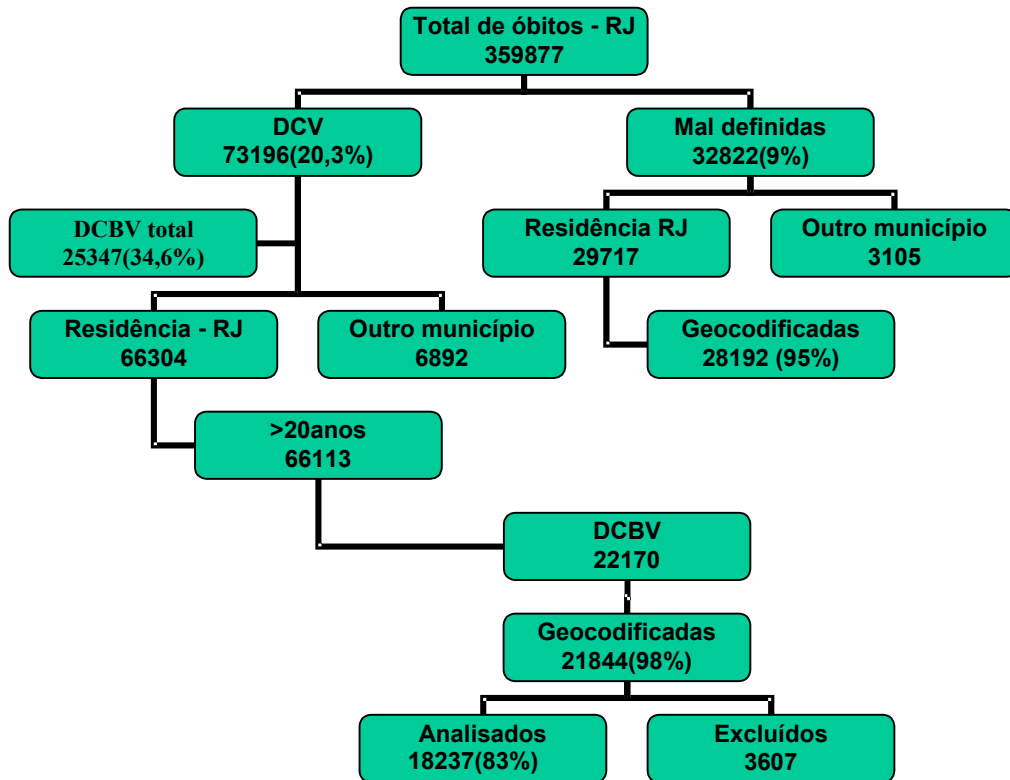 Total de óbitos - RJ
359877
DCV
73196(20,3%)
Mal definidas
32822(9%)
DCBV total
25347(34,6%)
Residência RJ
29717
Outro município
3105
Residência - RJ
66304
Outro município
6892
Geocodificadas
28192 (95%)
>20anos
66113
DCBV
22170
Geocodificadas
21844(98%)
Analisados
18237(83%)
Excluídos
3607